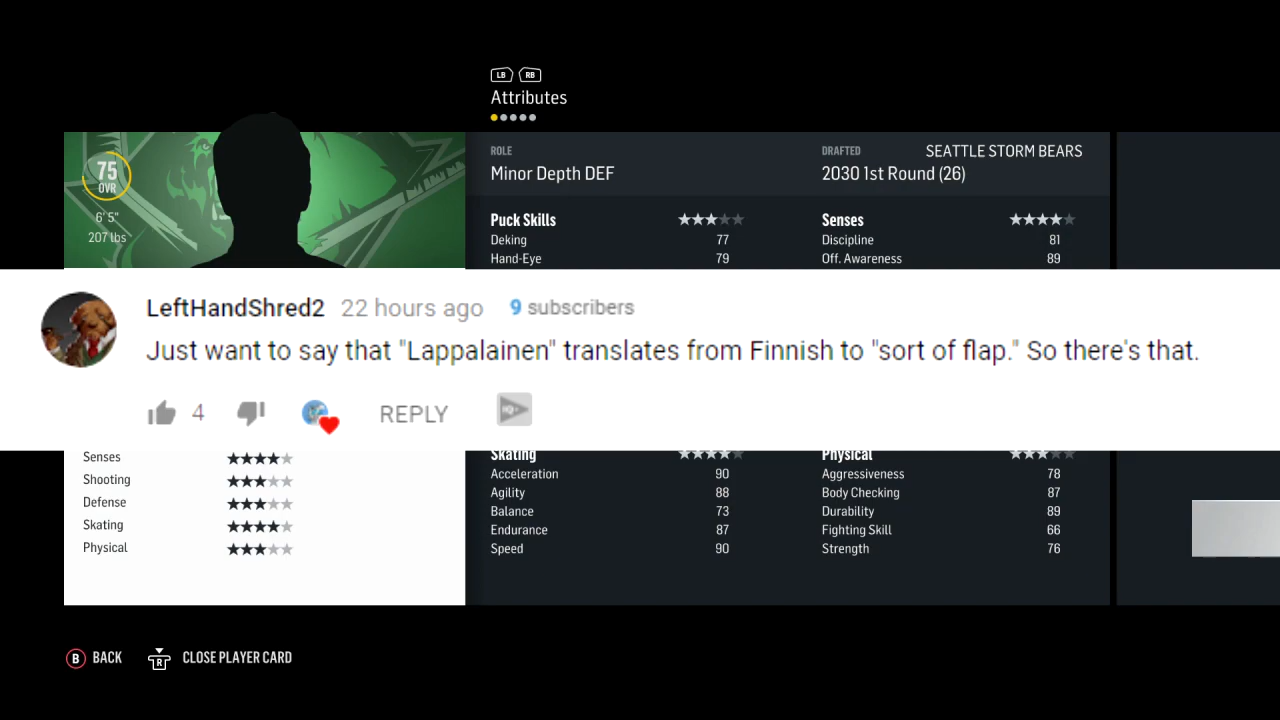 LB RB
Attributes
75
OVR
6' 5"
207 lbs
ROLE
Minor Depth DEF
DRAFTED
SEATTLE STORM BEARS
2030 1st Round (26)
Puck Skills
Deking 77
Hand-Eye 79
Senses
Discipline 81
Off. Awareness 89
LeftHandShred2 22 hours ago 9 subscribers
Just want to say that "Lappalainen" translates from Finnish to "sort of flap." So there's that.
4 REPLY HQ+
Senses
Shooting
Defense
Skating
Physical
Skating
Acceleration 90
Agility 88
Balance 73
Endurance 87
Speed 90
Physical
Aggressiveness 78
Body Checking 87
Durability 89
Fighting Skill 66
Strength 76
B BACK R CLOSE PLAYER CARD